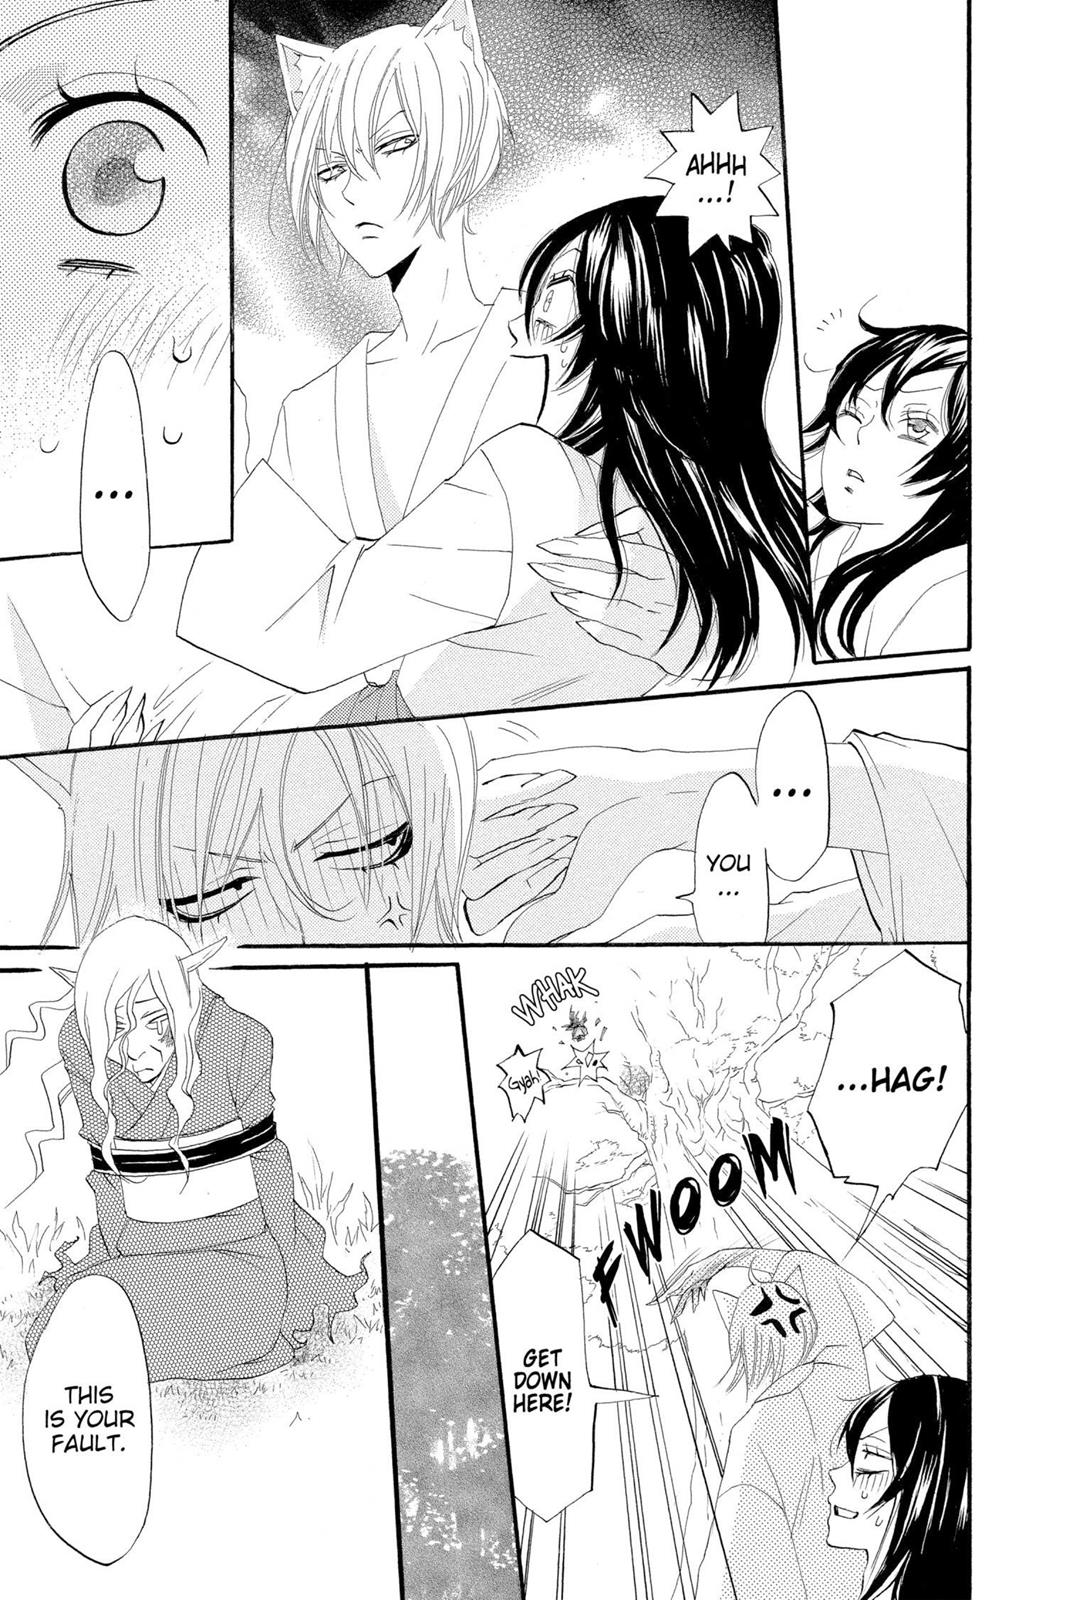 AHHH
...!
...
...
YOU
...
...HAG!
WHAK
Gyah!
FWOOM
GET
DOWN
HERE!
THIS
IS YOUR
FAULT.